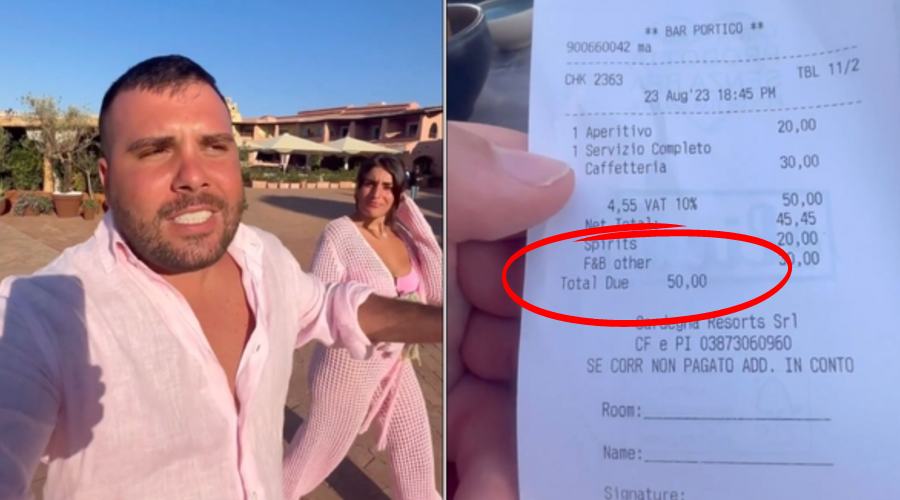 ** BAR PORTICO **
900660042 ma
CHK 2363 TBL 11/2
23 Aug'23 18:45 PM
1 Aperitivo 20,00
1 Servizio Completo
Caffetteria 30,00
4,55 VAT 10% 50,00
Net Total: 45,45
Spirits 20,00
F&B other 30,00
Total Due 50,00
Sardegna Resorts Srl
CF e PI 03873060960
SE CORR NON PAGATO ADD. IN CONTO
Room:
Name:
Signature: